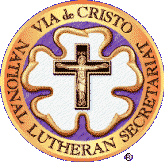 VIA de CRISTO
NATIONAL LUTHERAN SECRETARIAT
®